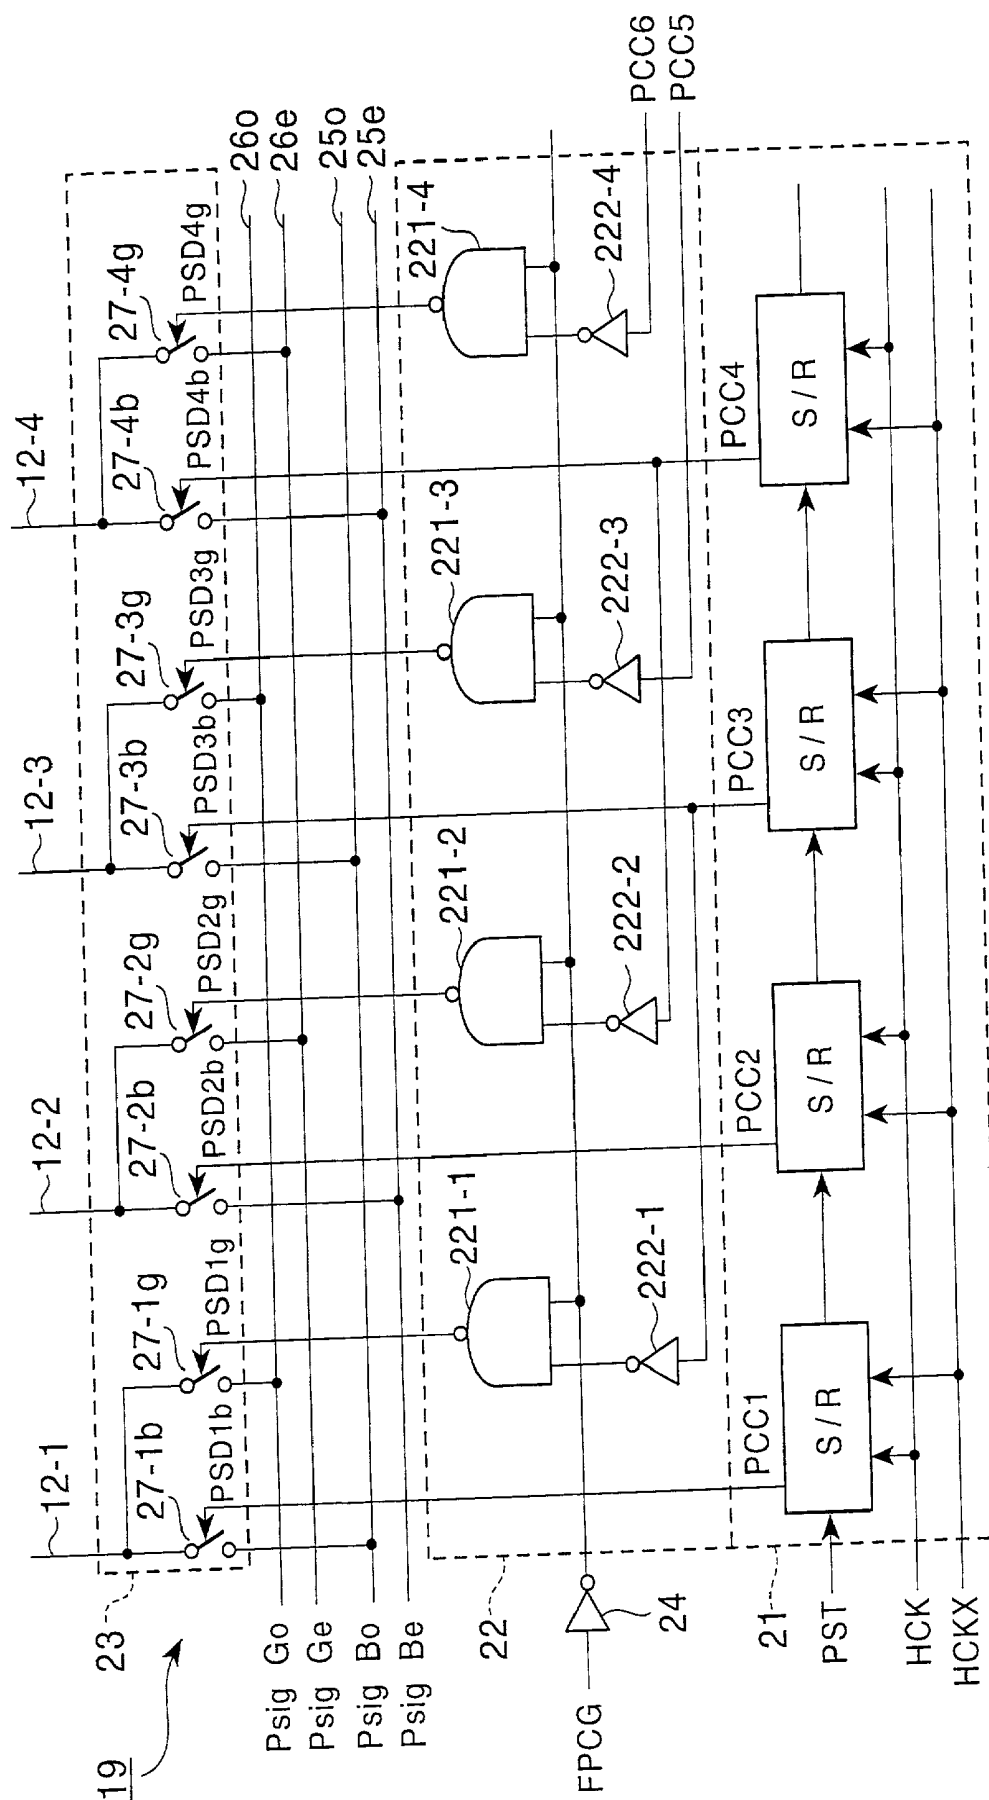 19
23
12-1
12-2
12-3
12-4
27-1b
27-1g
27-2b
27-2g
27-3b
27-3g
27-4b
27-4g
PSD1b
PSD1g
PSD2b
PSD2g
PSD3b
PSD3g
PSD4b
PSD4g
Psig Go
Psig Ge
Psig Bo
Psig Be
26o
26e
25o
25e
22
221-1
221-2
221-3
221-4
222-1
222-2
222-3
222-4
FPCG
24
PCC6
PCC5
21
PCC1
PCC2
PCC3
PCC4
S/R
S/R
S/R
S/R
PST
HCK
HCKX